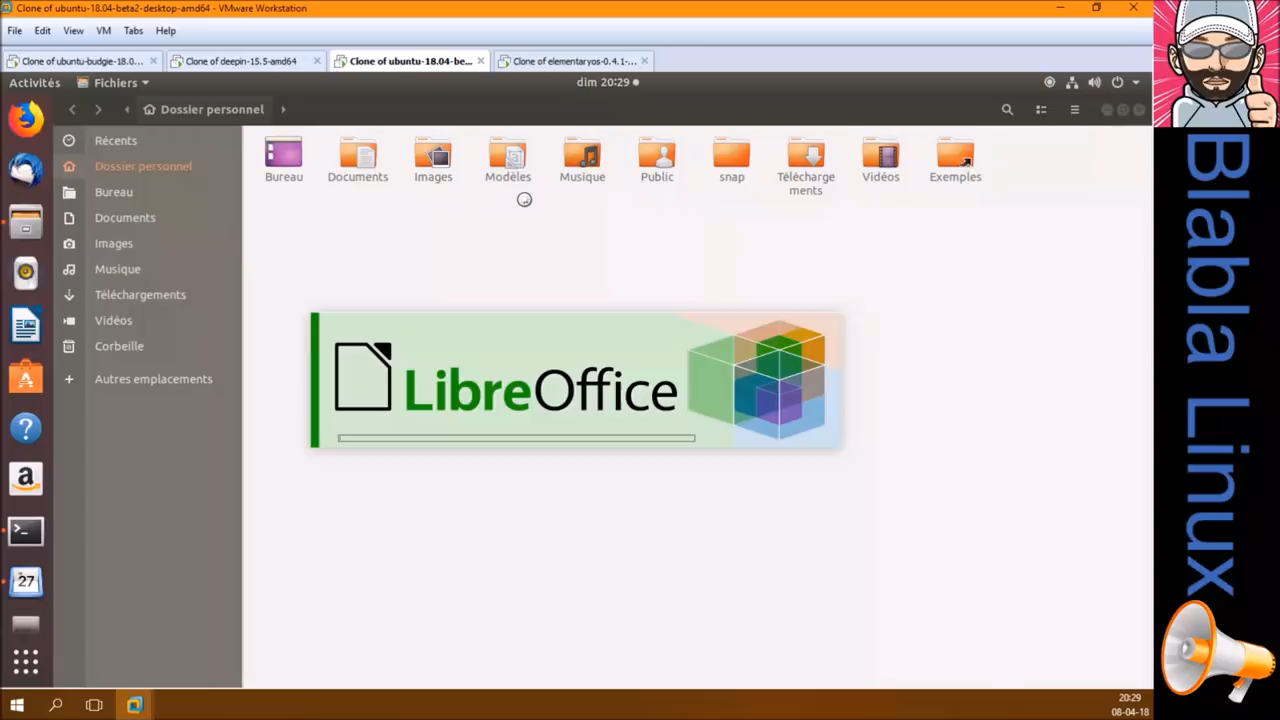 Clone of ubuntu-18.04-beta2-desktop-amd64 - VMware Workstation
File Edit View VM Tabs Help
Clone of ubuntu-budgie-18.0... Clone of deepin-15.5-amd64 Clone of ubuntu-18.04-be... Clone of elementaryos-0.4.1-...
Activités Fichiers dim 20:29
Dossier personnel
Récents
Dossier personnel
Bureau
Documents
Images
Musique
Téléchargements
Vidéos
Corbeille
Autres emplacements
Bureau Documents Images Modèles Musique Public snap Télécharge Vidéos Exemples
ments
LibreOffice
27
20:29
08-04-18
Blabla Linux